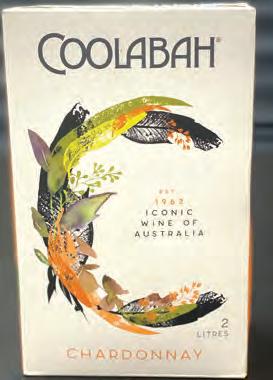 COOLABAH®
EST.
1962
ICONIC
WINE OF
AUSTRALIA
2
LITRES
CHARDONNAY